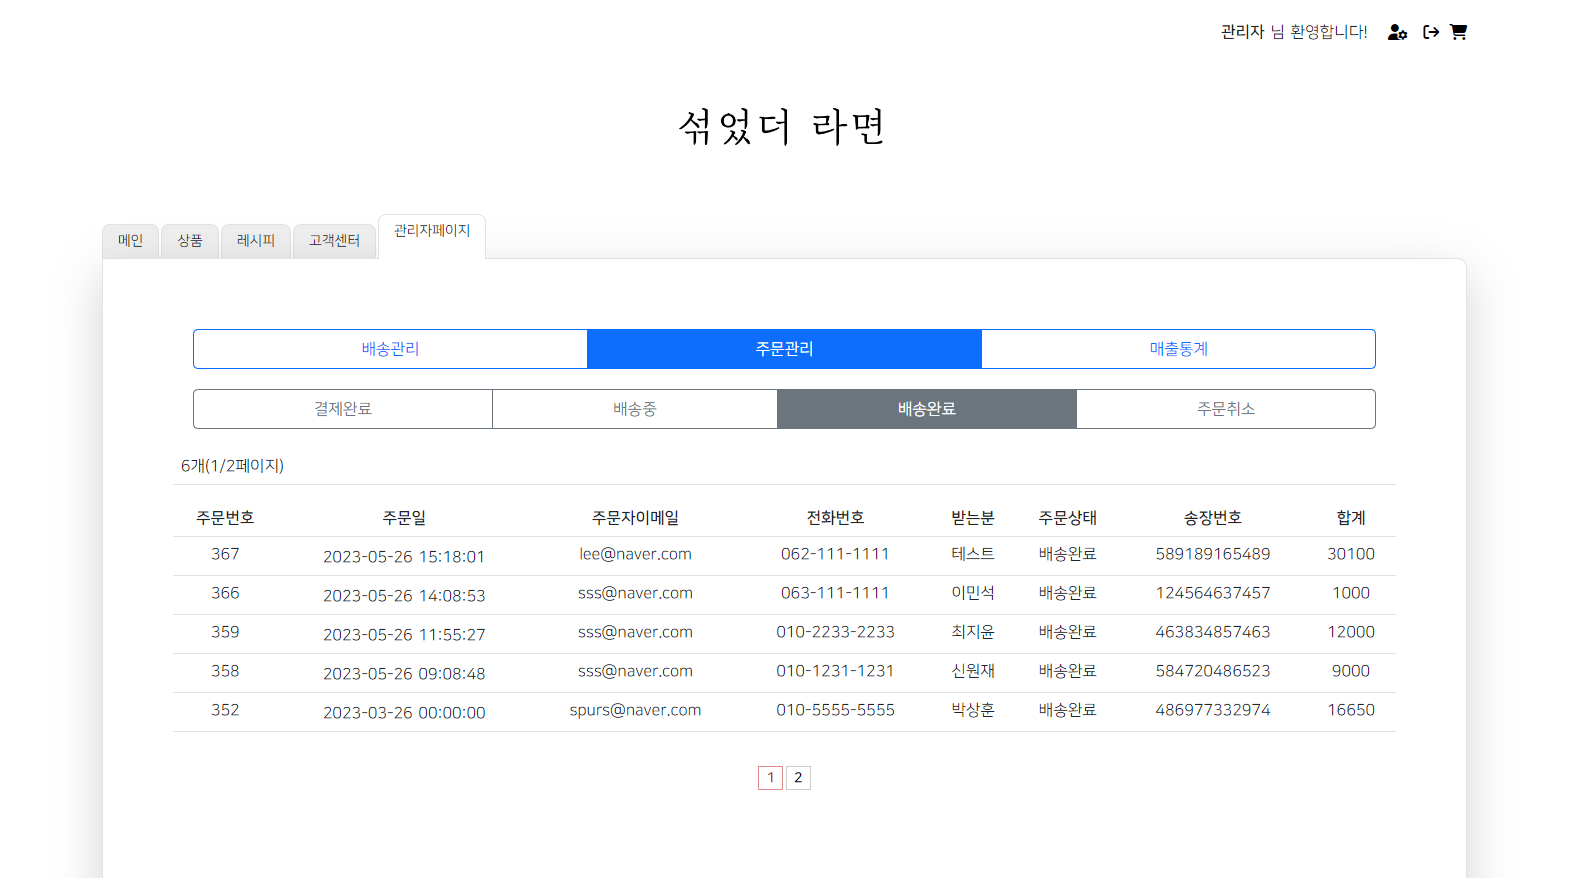 관리자 님 환영합니다!
섞었더 라면
메인 상품 레시피 고객센터 관리자페이지
배송관리 주문관리 매출통계
결제완료 배송중 배송완료 주문취소
6개(1/2페이지)
주문번호 주문일 주문자이메일 전화번호 받는분 주문상태 송장번호 합계
367 2023-05-26 15:18:01 lee@naver.com 062-111-1111 테스트 배송완료 589189165489 30100
366 2023-05-26 14:08:53 sss@naver.com 063-111-1111 이민석 배송완료 124564637457 1000
359 2023-05-26 11:55:27 sss@naver.com 010-2233-2233 최지윤 배송완료 463834857463 12000
358 2023-05-26 09:08:48 sss@naver.com 010-1231-1231 신원재 배송완료 584720486523 9000
352 2023-03-26 00:00:00 spurs@naver.com 010-5555-5555 박상훈 배송완료 486977332974 16650
1 2